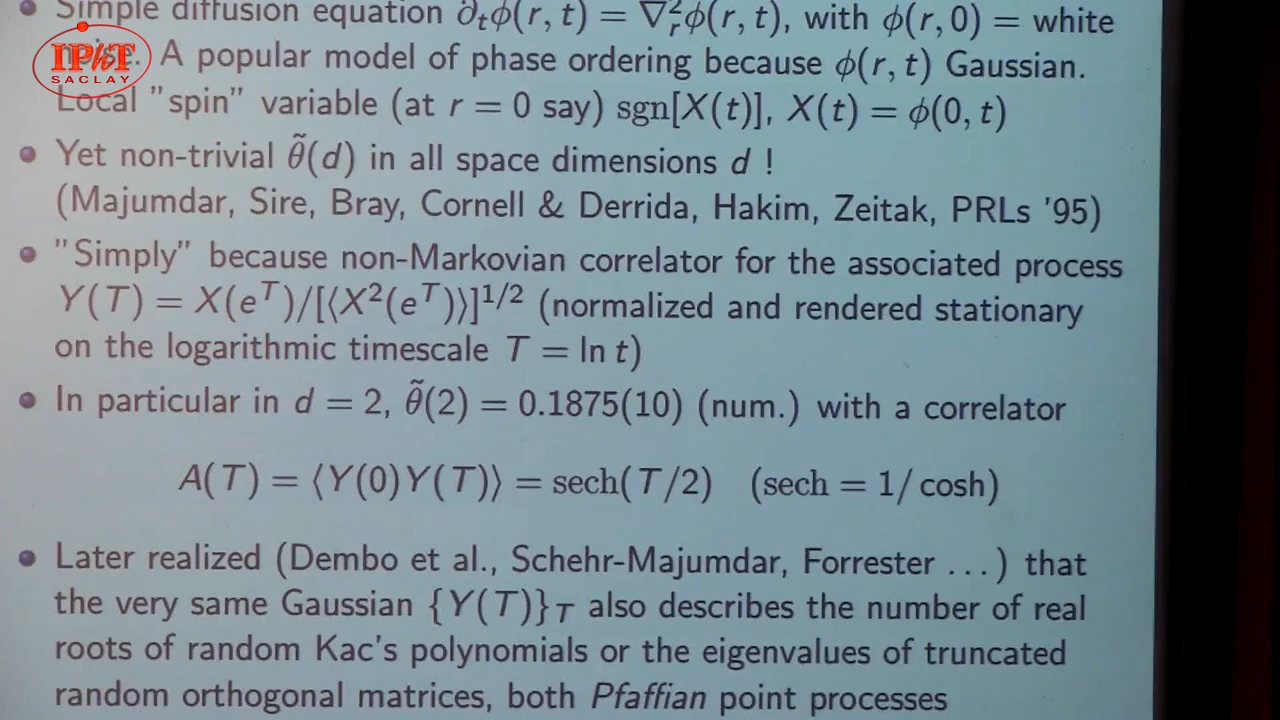 Simple diffusion equation ∂ₜϕ(r, t) = ∇²ᵣϕ(r, t), with ϕ(r, 0) = white
noise. A popular model of phase ordering because ϕ(r, t) Gaussian.
IPhT
SACLAY
Local "spin" variable (at r = 0 say) sgn[X(t)], X(t) = ϕ(0, t)
Yet non-trivial θ̃(d) in all space dimensions d !
(Majumdar, Sire, Bray, Cornell & Derrida, Hakim, Zeitak, PRLs '95)
"Simply" because non-Markovian correlator for the associated process
Y(T) = X(e^T)/[⟨X²(e^T)⟩]^1/2 (normalized and rendered stationary
on the logarithmic timescale T = ln t)
In particular in d = 2, θ̃(2) = 0.1875(10) (num.) with a correlator
A(T) = ⟨Y(0)Y(T)⟩ = sech(T/2) (sech = 1/ cosh)
Later realized (Dembo et al., Schehr-Majumdar, Forrester ...) that
the very same Gaussian {Y(T)}_T also describes the number of real
roots of random Kac's polynomials or the eigenvalues of truncated
random orthogonal matrices, both Pfaffian point processes